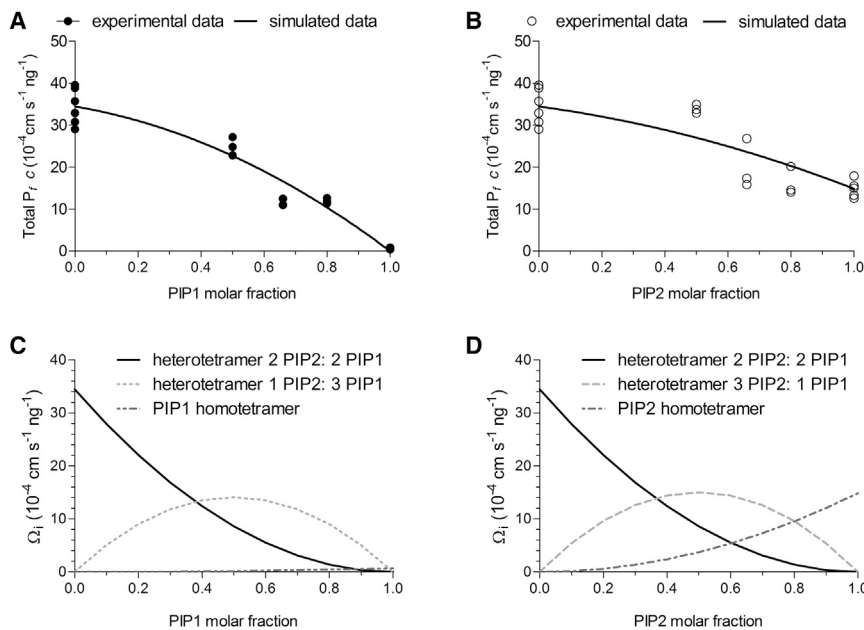 A
experimental data
simulated data
50
40
30
20
10
0
Total Pf c (10-4cm s-1 ng-1)
0.0 0.2 0.4 0.6 0.8 1.0
PIP1 molar fraction
B
experimental data
simulated data
50
40
30
20
10
0
Total Pf c (10-4cm s-1 ng-1)
0.0 0.2 0.4 0.6 0.8 1.0
PIP2 molar fraction
C
heterotetramer 2 PIP2: 2 PIP1
heterotetramer 1 PIP2: 3 PIP1
PIP1 homotetramer
40
30
20
10
0
Ωi (10-4 cm s-1 ng-1)
0.0 0.2 0.4 0.6 0.8 1.0
PIP1 molar fraction
D
heterotetramer 2 PIP2: 2 PIP1
heterotetramer 3 PIP2: 1 PIP1
PIP2 homotetramer
40
30
20
10
0
Ωi (10-4 cm s-1 ng-1)
0.0 0.2 0.4 0.6 0.8 1.0
PIP2 molar fraction